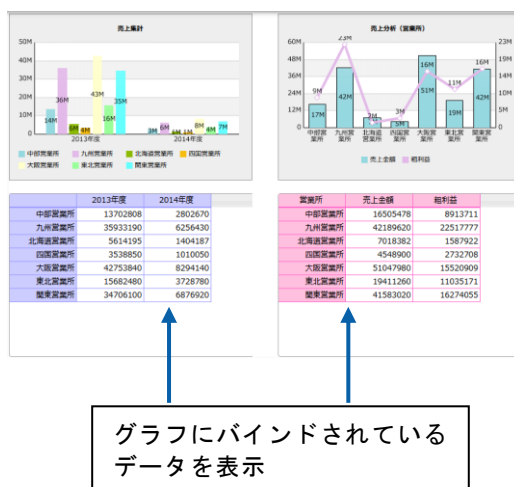 売上集計
50M
40M
30M
20M
10M
0
14M
36M
6M
4M
43M
16M
35M
3M
6M
6M
1M
8M
4M
7M
2013年度
2014年度
中部営業所 九州営業所 北海道営業所 四国営業所
大阪営業所 東北営業所 関東営業所
売上分析（営業所）
60M
48M
36M
24M
12M
0
23M
19M
14M
10M
5M
0
9M
23M
3M
16M
11M
16M
17M
42M
5M
51M
19M
42M
中部営業所 九州営業所 北海道営業所 四国営業所 大阪営業所 東北営業所 関東営業所
売上金額 粗利益
2013年度 2014年度
中部営業所 13702808 2802670
九州営業所 35933190 6256430
北海道営業所 5614195 1404187
四国営業所 3538850 1010050
大阪営業所 42753840 8294140
東北営業所 15682480 3728780
関東営業所 34706100 6876920
営業所 売上金額 粗利益
中部営業所 16505478 8913711
九州営業所 42189620 22517777
北海道営業所 7018382 1587922
四国営業所 4548900 2732708
大阪営業所 51047980 15520909
東北営業所 19411260 11035171
関東営業所 41583020 16274055
グラフにバインドされている
データを表示